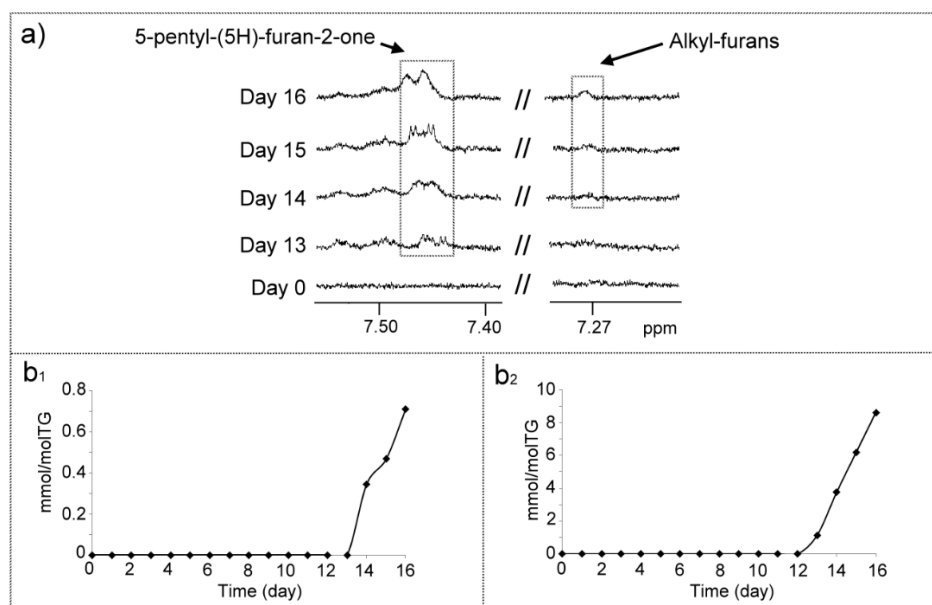 a)
5-pentyl-(5H)-furan-2-one
Alkyl-furans
Day 16
//
Day 15
//
Day 14
//
Day 13
//
Day 0
//
7.50
7.40
7.27
ppm
b1
0.8
0.6
0.4
0.2
0
mmol/molTG
0 2 4 6 8 10 12 14 16
Time (day)
b2
10
8
6
4
2
0
mmol/molTG
0 2 4 6 8 10 12 14 16
Time (day)